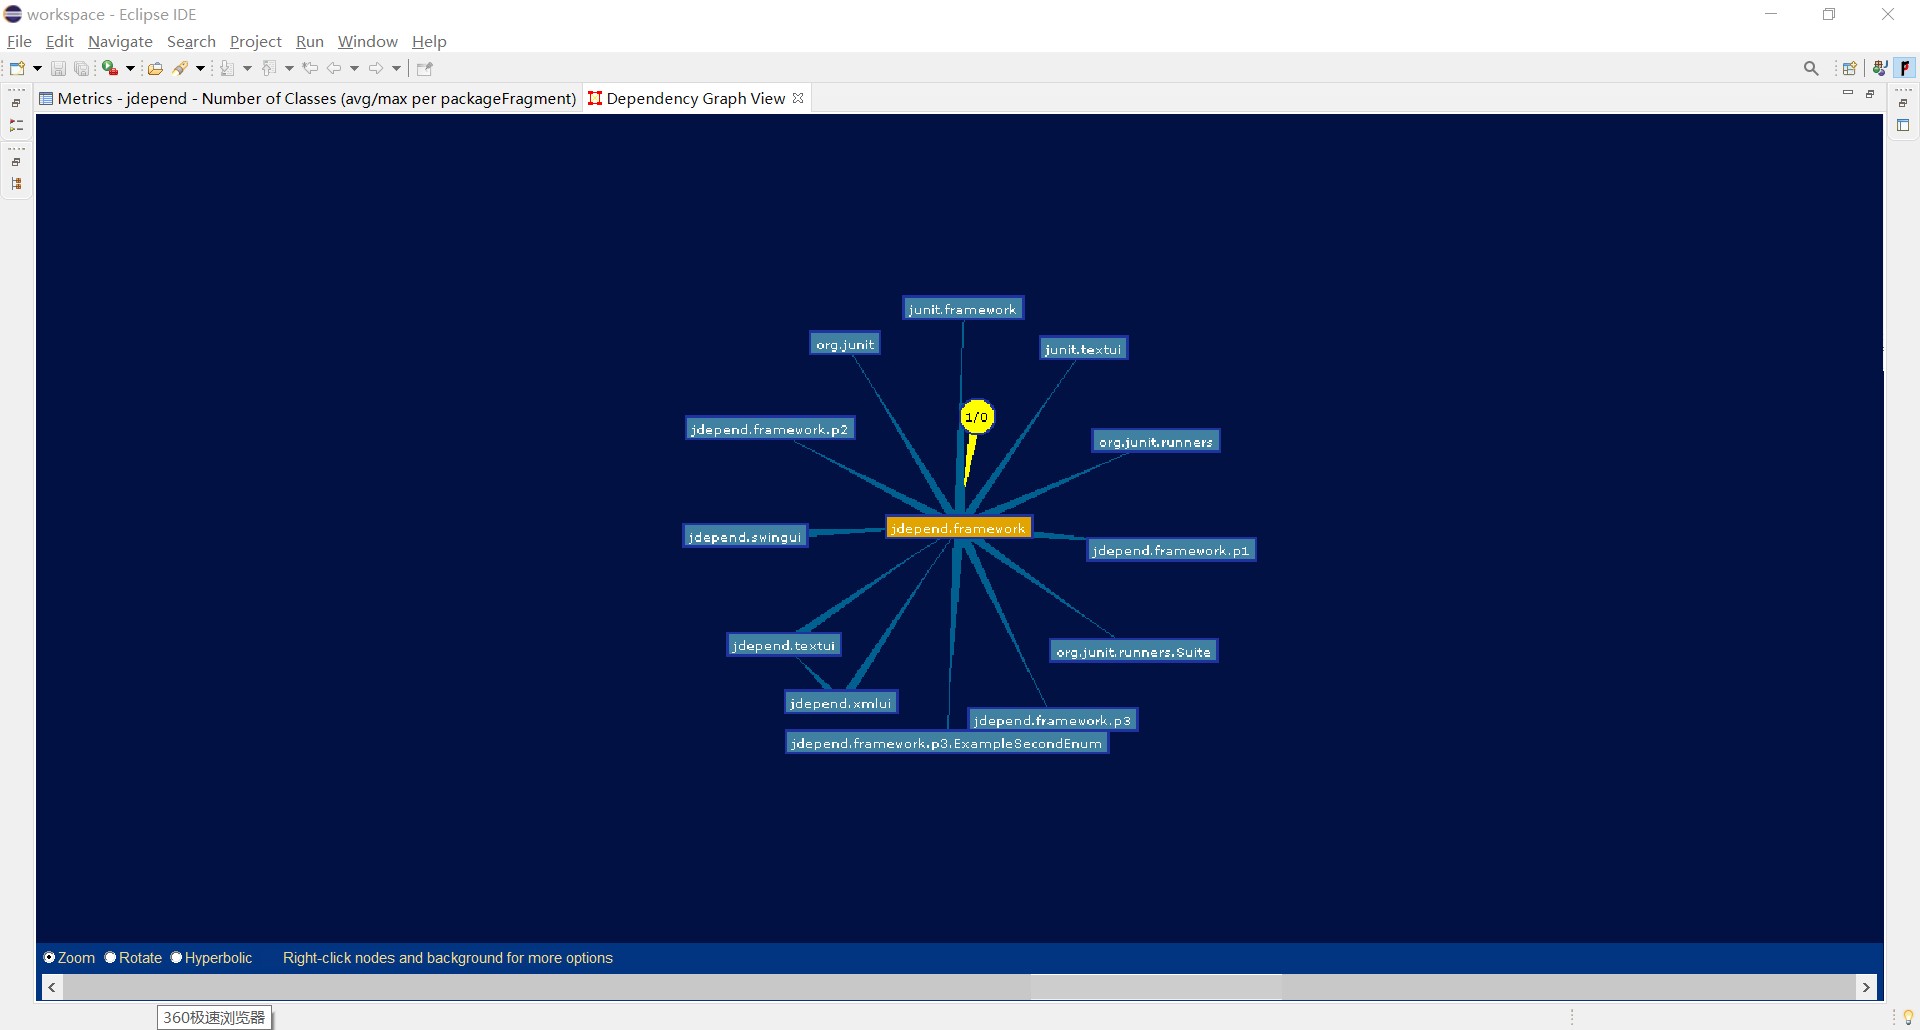 workspace - Eclipse IDE
File Edit Navigate Search Project Run Window Help
Metrics - jdepend - Number of Classes (avg/max per packageFragment) Dependency Graph View
junit.framework
org.junit
junit.textui
1/0
jdepend.framework.p2
org.junit.runners
jdepend.framework
jdepend.swingui
jdepend.framework.p1
jdepend.textui
org.junit.runners.Suite
jdepend.xmlui
jdepend.framework.p3
jdepend.framework.p3.ExampleSecondEnum
Zoom Rotate Hyperbolic Right-click nodes and background for more options
360极速浏览器